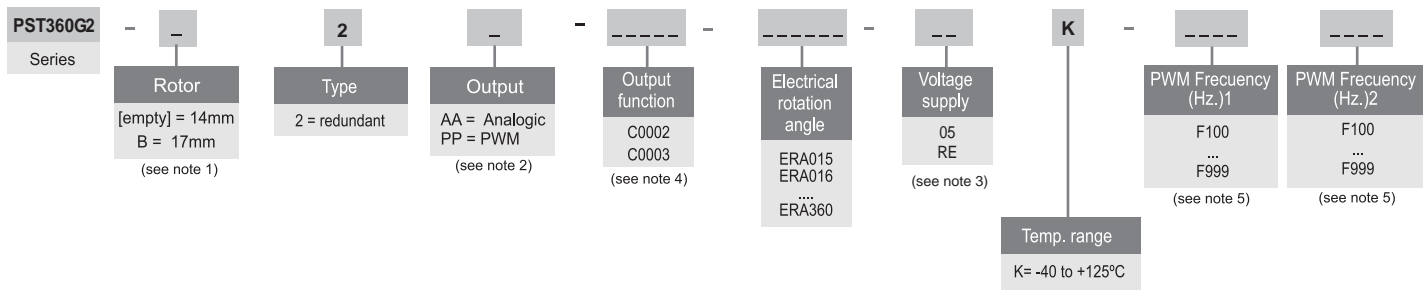 PST360G2 - _ 2 _ - _____ - ______ - __ K - ____ ____
Series
Rotor
[empty] = 14mm
B = 17mm
(see note 1)
Type
2 = redundant
Output
AA = Analogic
PP = PWM
(see note 2)
Output
function
C0002
C0003
(see note 4)
Electrical
rotation
angle
ERA015
ERA016
....
ERA360
Voltage
supply
05
RE
(see note 3)
Temp. range
K= -40 to +125ºC
PWM Frecuency
(Hz.)1
F100
...
F999
(see note 5)
PWM Frecuency
(Hz.)2
F100
...
F999
(see note 5)